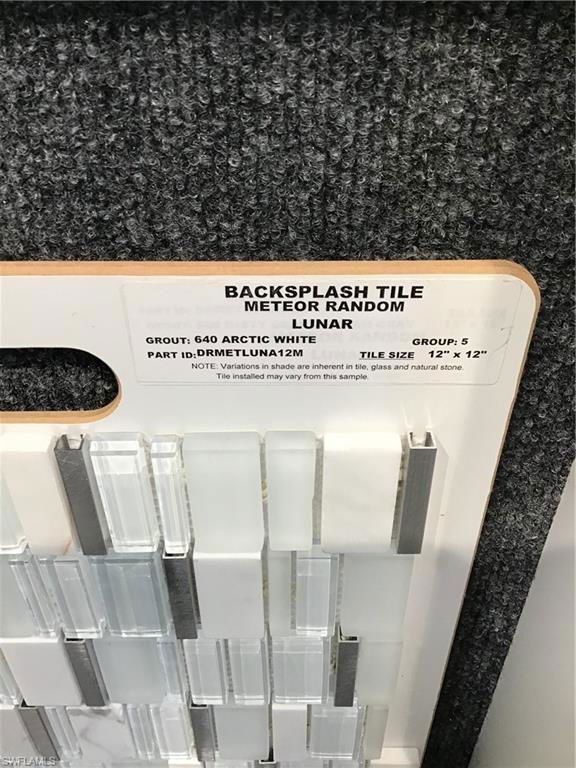 BACKSPLASH TILE
METEOR RANDOM
LUNAR
GROUT: 640 ARCTIC WHITE GROUP: 5
PART ID:DRMETLUNA12M TILE SIZE 12" x 12"
NOTE: Variations in shade are inherent in tile, glass and natural stone.
Tile installed may vary from this sample.
SWFLAMLS